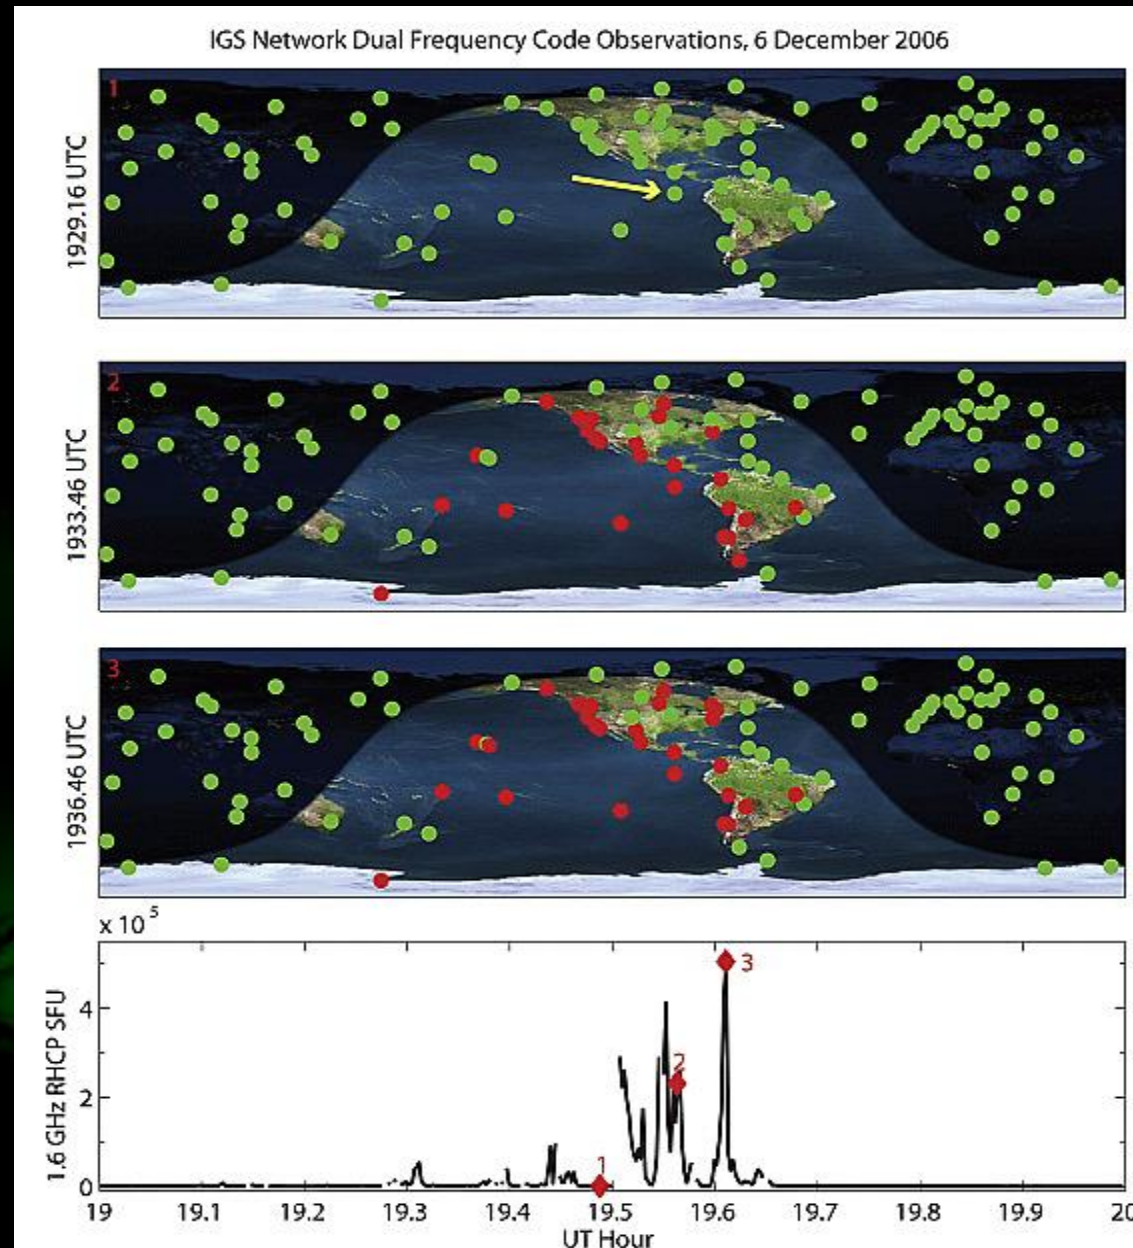 IGS Network Dual Frequency Code Observations, 6 December 2006
1
1929.16 UTC
2
1933.46 UTC
3
1936.46 UTC
x 10 5
1.6 GHz RHCP SFU
4
2
0
1
2
3
19 19.1 19.2 19.3 19.4 19.5 19.6 19.7 19.8 19.9 20
UT Hour